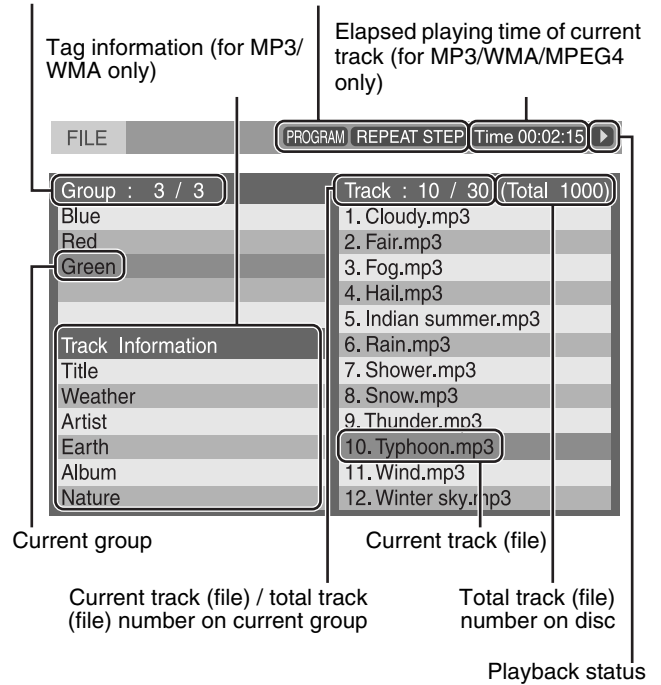 Tag information (for MP3/
WMA only)
Elapsed playing time of current
track (for MP3/WMA/MPEG4
only)
FILE
PROGRAM REPEAT STEP Time 00:02:15
Group : 3 / 3
Blue
Red
Green
Track Information
Title
Weather
Artist
Earth
Album
Nature
Track : 10 / 30 (Total 1000)
1. Cloudy.mp3
2. Fair.mp3
3. Fog.mp3
4. Hail.mp3
5. Indian summer.mp3
6. Rain.mp3
7. Shower.mp3
8. Snow.mp3
9. Thunder.mp3
10. Typhoon.mp3
11. Wind.mp3
12. Winter sky.mp3
Current group
Current track (file)
Current track (file) / total track
(file) number on current group
Total track (file)
number on disc
Playback status